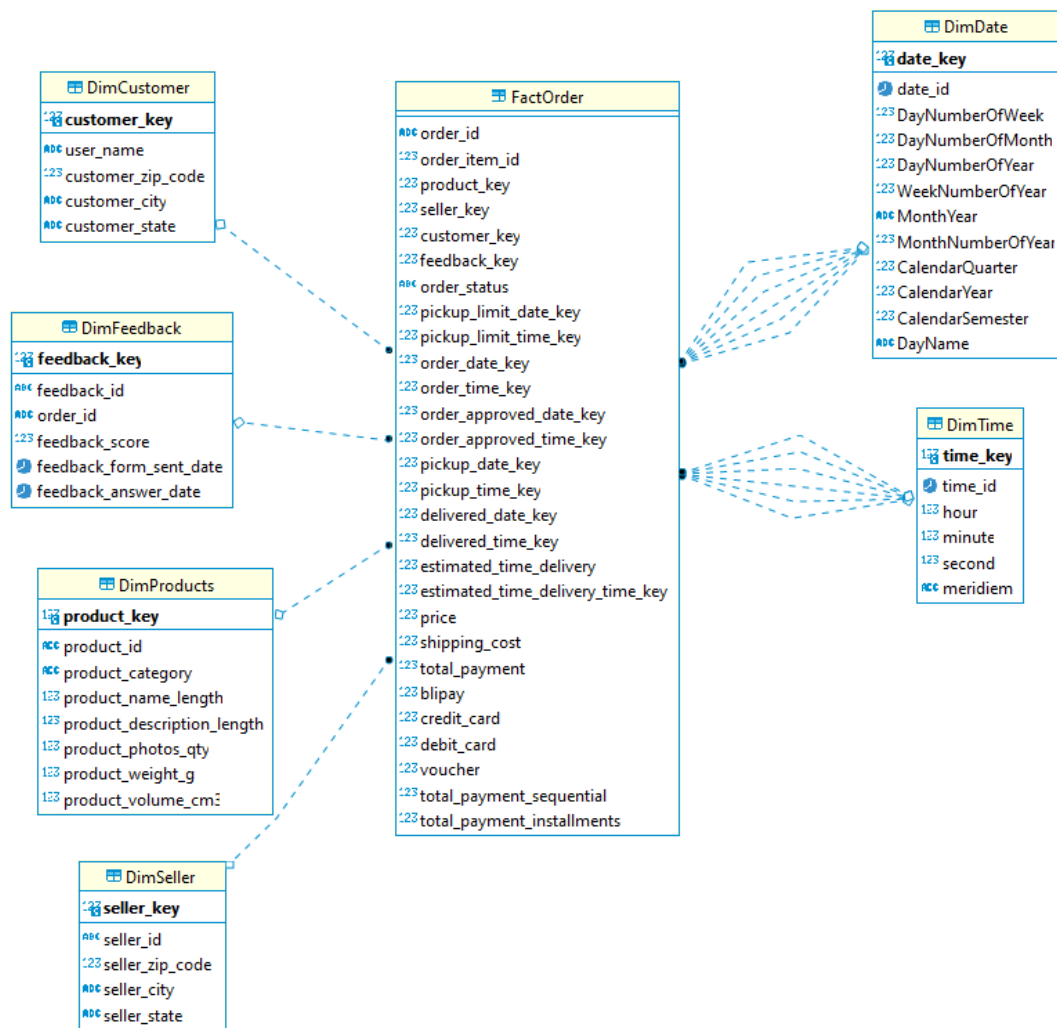 DimCustomer
customer_key
user_name
customer_zip_code
customer_city
customer_state
DimFeedback
feedback_key
feedback_id
order_id
feedback_score
feedback_form_sent_date
feedback_answer_date
DimProducts
product_key
product_id
product_category
product_name_length
product_description_length
product_photos_qty
product_weight_g
product_volume_cm3
DimSeller
seller_key
seller_id
seller_zip_code
seller_city
seller_state
FactOrder
order_id
order_item_id
product_key
seller_key
customer_key
feedback_key
order_status
pickup_limit_date_key
pickup_limit_time_key
order_date_key
order_time_key
order_approved_date_key
order_approved_time_key
pickup_date_key
pickup_time_key
delivered_date_key
delivered_time_key
estimated_time_delivery
estimated_time_delivery_time_key
price
shipping_cost
total_payment
blipay
credit_card
debit_card
voucher
total_payment_sequential
total_payment_installments
DimDate
date_key
date_id
DayNumberOfWeek
DayNumberOfMonth
DayNumberOfYear
WeekNumberOfYear
MonthYear
MonthNumberOfYear
CalendarQuarter
CalendarYear
CalendarSemester
DayName
DimTime
time_key
time_id
hour
minute
second
meridiem